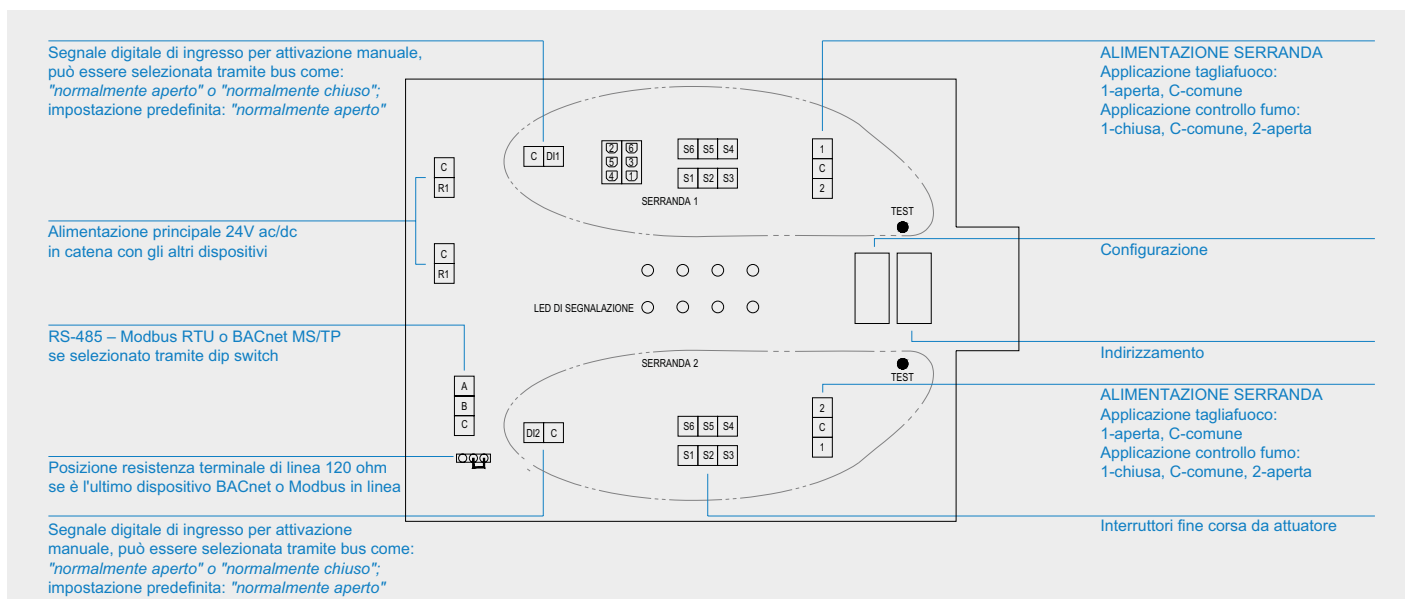 Segnale digitale di ingresso per attivazione manuale,
può essere selezionata tramite bus come:
"normalmente aperto" o "normalmente chiuso";
impostazione predefinita: "normalmente aperto"
ALIMENTAZIONE SERRANDA
Applicazione tagliafuoco:
1-aperta, C-comune
Applicazione controllo fumo:
1-chiusa, C-comune, 2-aperta
C DI1
2 6
5 3
4 1
S6 S5 S4
S1 S2 S3
1
C
2
SERRANDA 1
TEST
C
R1
Alimentazione principale 24V ac/dc
in catena con gli altri dispositivi
C
R1
Configurazione
LED DI SEGNALAZIONE
RS-485 – Modbus RTU o BACnet MS/TP
se selezionato tramite dip switch
Indirizzamento
SERRANDA 2
TEST
A
B
C
DI2 C
S6 S5 S4
S1 S2 S3
2
C
1
ALIMENTAZIONE SERRANDA
Applicazione tagliafuoco:
1-aperta, C-comune
Applicazione controllo fumo:
1-chiusa, C-comune, 2-aperta
Posizione resistenza terminale di linea 120 ohm
se è l'ultimo dispositivo BACnet o Modbus in linea
Interruttori fine corsa da attuatore
Segnale digitale di ingresso per attivazione
manuale, può essere selezionata tramite bus come:
"normalmente aperto" o "normalmente chiuso";
impostazione predefinita: "normalmente aperto"